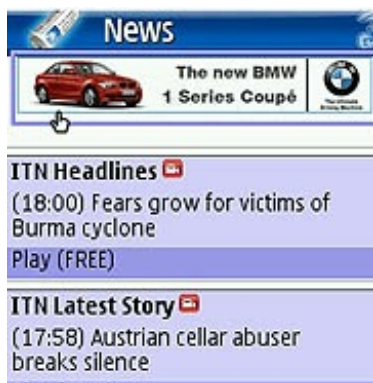 News
The new BMW
1 Series Coupé
ITN Headlines
(18:00) Fears grow for victims of
Burma cyclone
Play (FREE)
ITN Latest Story
(17:58) Austrian cellar abuser
breaks silence